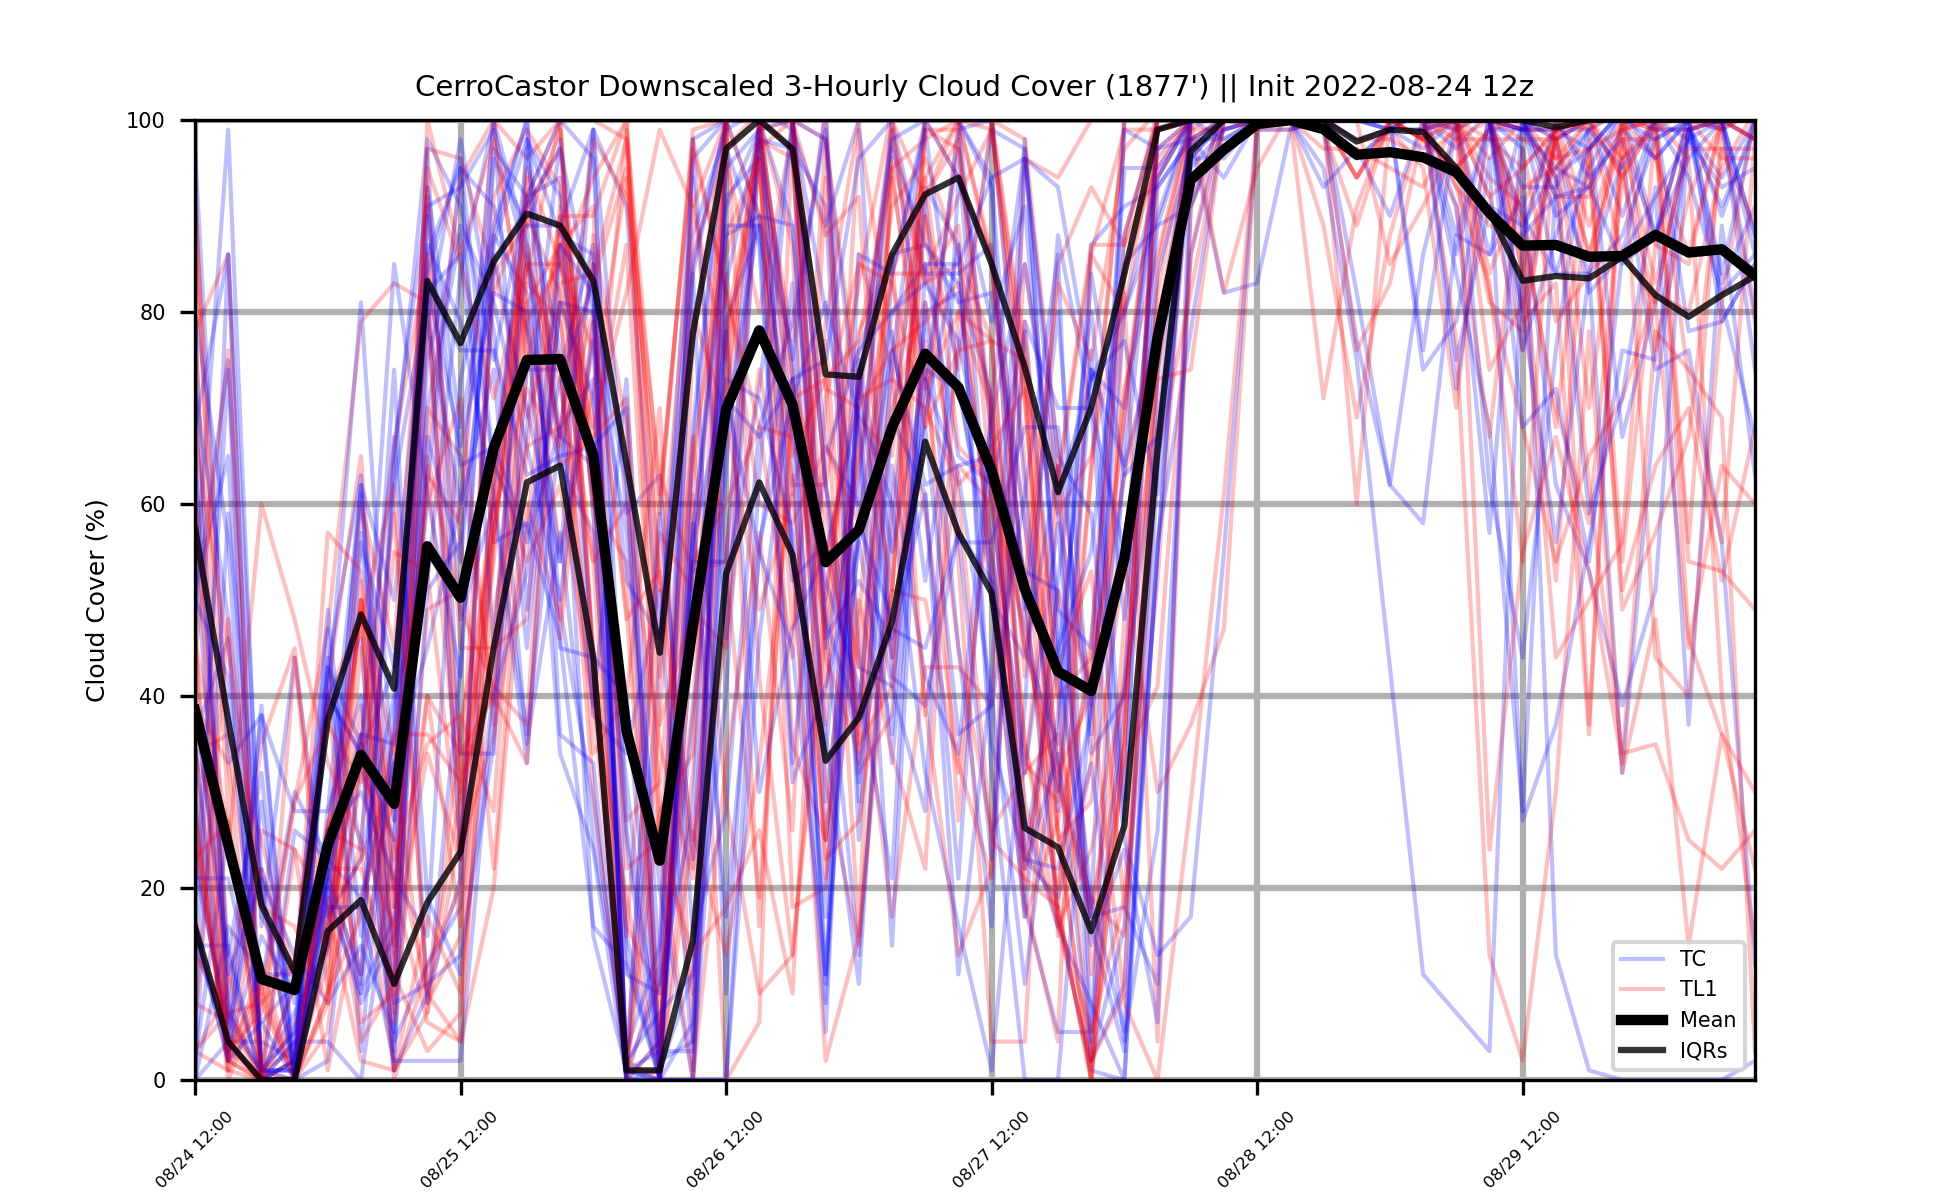 CerroCastor Downscaled 3-Hourly Cloud Cover (1877') || Init 2022-08-24 12z
Cloud Cover (%)
100
80
60
40
20
0
08/24 12:00
08/25 12:00
08/26 12:00
08/27 12:00
08/28 12:00
08/29 12:00
TC
TL1
Mean
IQRs